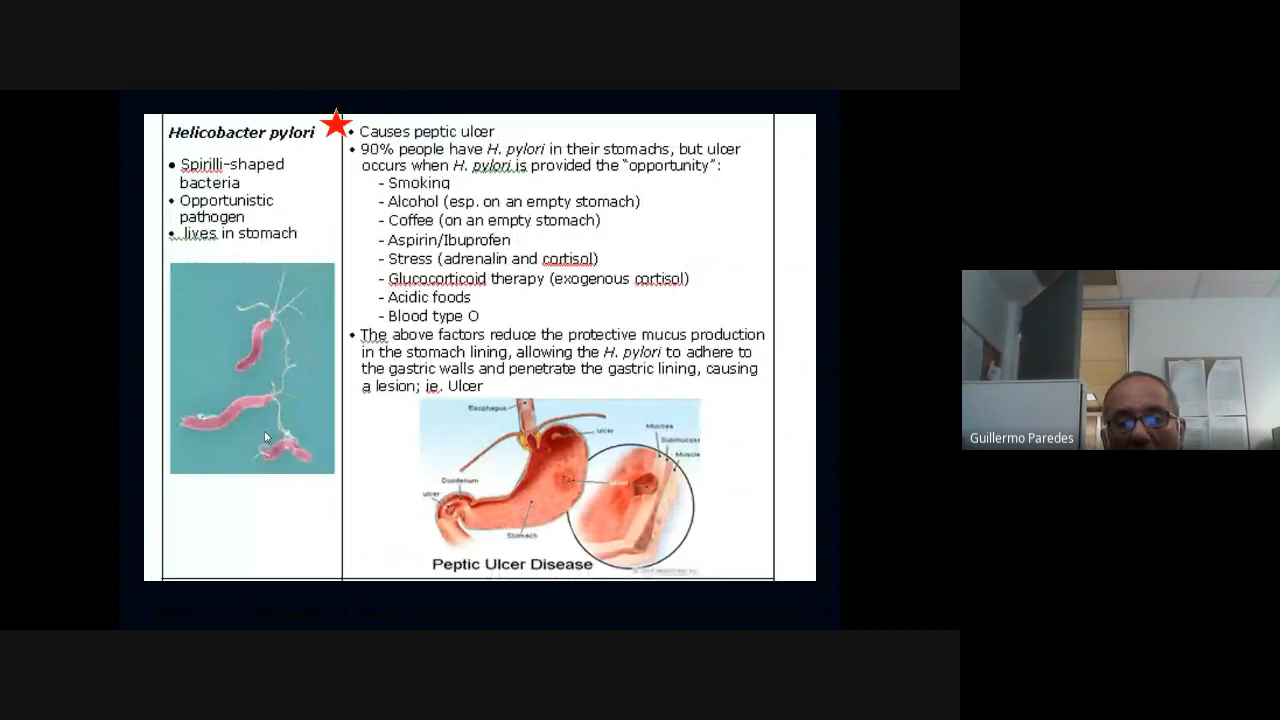 Helicobacter pylori
• Spirilli-shaped
bacteria
• Opportunistic
pathogen
• lives in stomach
• Causes peptic ulcer
• 90% people have H. pylori in their stomachs, but ulcer
occurs when H. pylori is provided the “opportunity”:
- Smoking
- Alcohol (esp. on an empty stomach)
- Coffee (on an empty stomach)
- Aspirin/Ibuprofen
- Stress (adrenalin and cortisol)
- Glucocorticoid therapy (exogenous cortisol)
- Acidic foods
- Blood type O
• The above factors reduce the protective mucus production
in the stomach lining, allowing the H. pylori to adhere to
the gastric walls and penetrate the gastric lining, causing
a lesion; ie. Ulcer
Esophagus
ulcer
Mucosa
Submucosa
Muscle
Duodenum
ulcer
ulcer
Stomach
Peptic Ulcer Disease
Guillermo Paredes